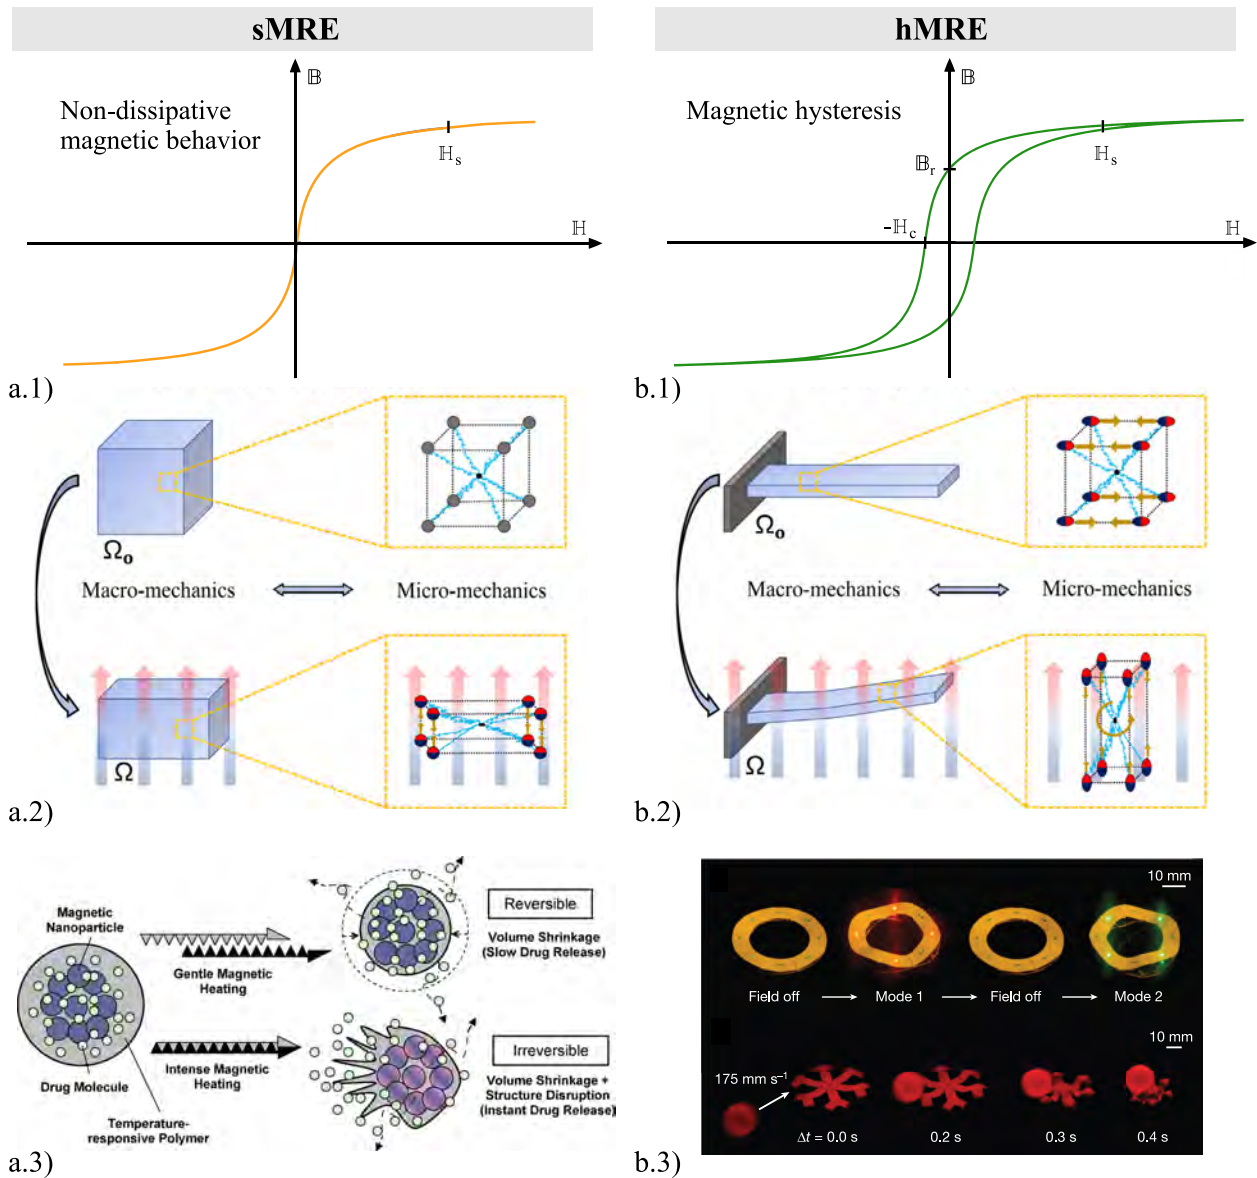 sMRE
hMRE
𝔹
Non-dissipative
magnetic behavior
ℍs
ℍ
a.1)
𝔹
Magnetic hysteresis
𝔹r
ℍs
-ℍc
ℍ
b.1)
Ωo
Macro-mechanics
Micro-mechanics
Ω
a.2)
Ωo
Macro-mechanics
Micro-mechanics
Ω
b.2)
Magnetic
Nanoparticle
Gentle Magnetic
Heating
Reversible
Volume Shrinkage
(Slow Drug Release)
Drug Molecule
Intense Magnetic
Heating
Irreversible
Volume Shrinkage +
Structure Disruption
(Instant Drug Release)
Temperature-
responsive Polymer
a.3)
10 mm
Field off
Mode 1
Field off
Mode 2
10 mm
175 mm s⁻¹
Δt = 0.0 s
0.2 s
0.3 s
0.4 s
b.3)